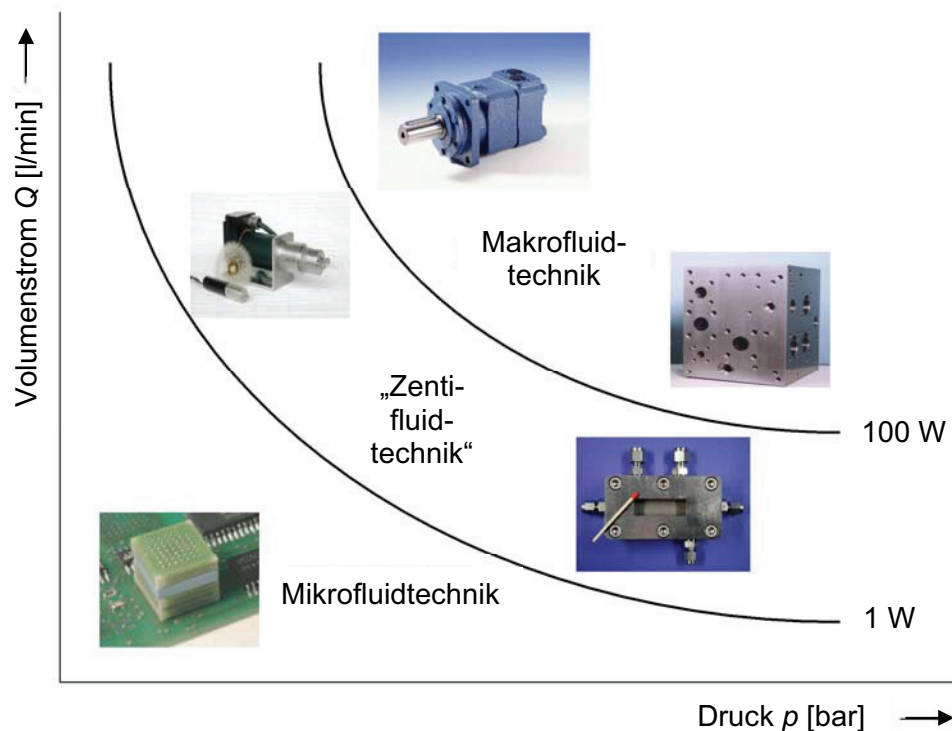 Volumenstrom Q [l/min]
Makrofluid-
technik
„Zenti-
fluid-
technik“
100 W
Mikrofluidtechnik
1 W
Druck p [bar]